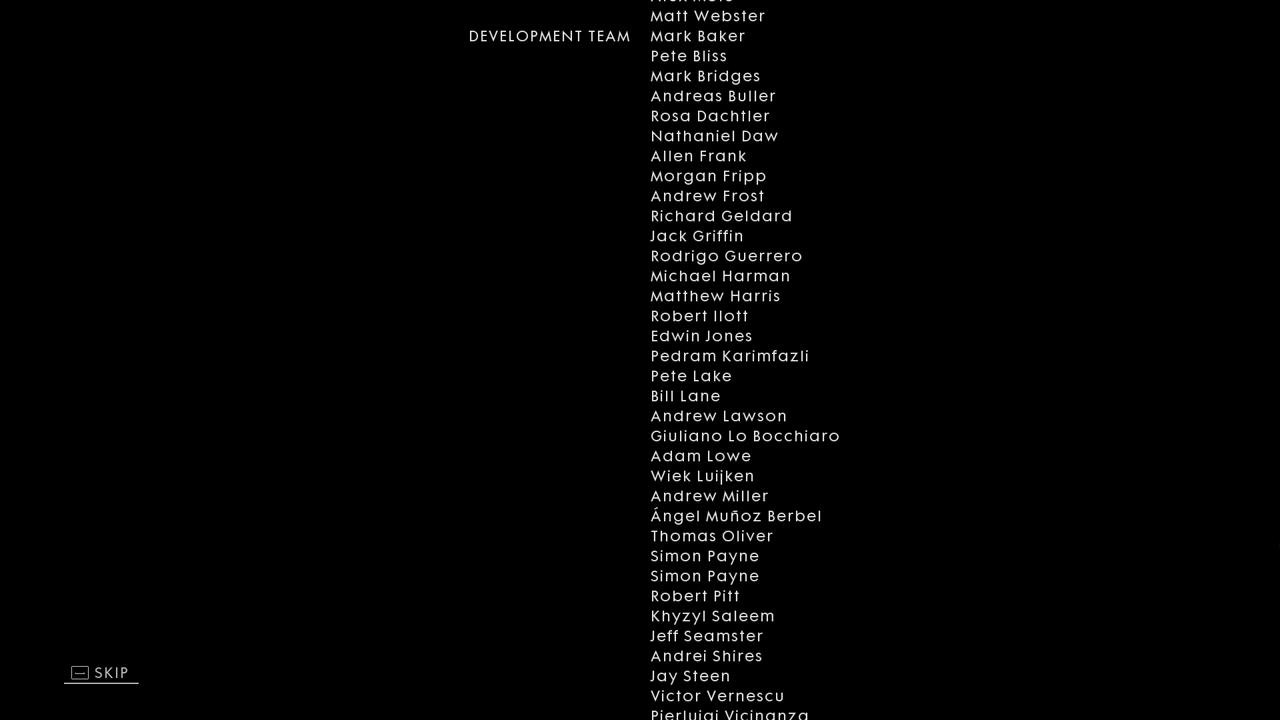 Matt Webster
DEVELOPMENT TEAM Mark Baker
Pete Bliss
Mark Bridges
Andreas Buller
Rosa Dachtler
Nathaniel Daw
Allen Frank
Morgan Fripp
Andrew Frost
Richard Geldard
Jack Griffin
Rodrigo Guerrero
Michael Harman
Matthew Harris
Robert Ilott
Edwin Jones
Pedram Karimfazli
Pete Lake
Bill Lane
Andrew Lawson
Giuliano Lo Bocchiaro
Adam Lowe
Wiek Luijken
Andrew Miller
Ángel Muñoz Berbel
Thomas Oliver
Simon Payne
Simon Payne
Robert Pitt
Khyzyl Saleem
Jeff Seamster
Andrei Shires
Jay Steen
Victor Vernescu
Pierluigi Vicinanza
SKIP